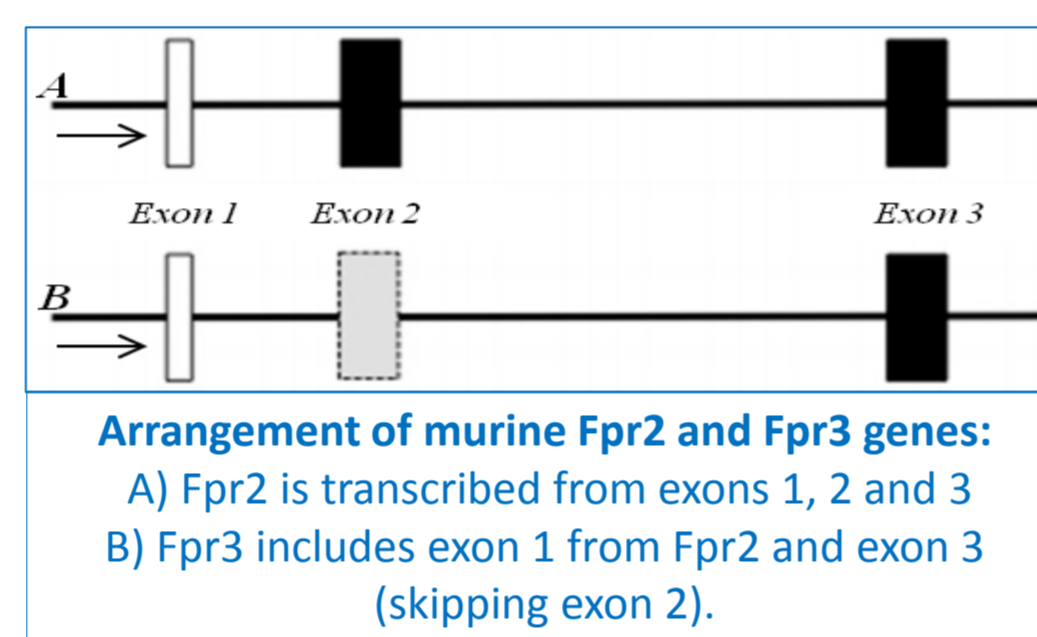 A
Exon 1 Exon 2 Exon 3
B
Arrangement of murine Fpr2 and Fpr3 genes:
A) Fpr2 is transcribed from exons 1, 2 and 3
B) Fpr3 includes exon 1 from Fpr2 and exon 3
(skipping exon 2).